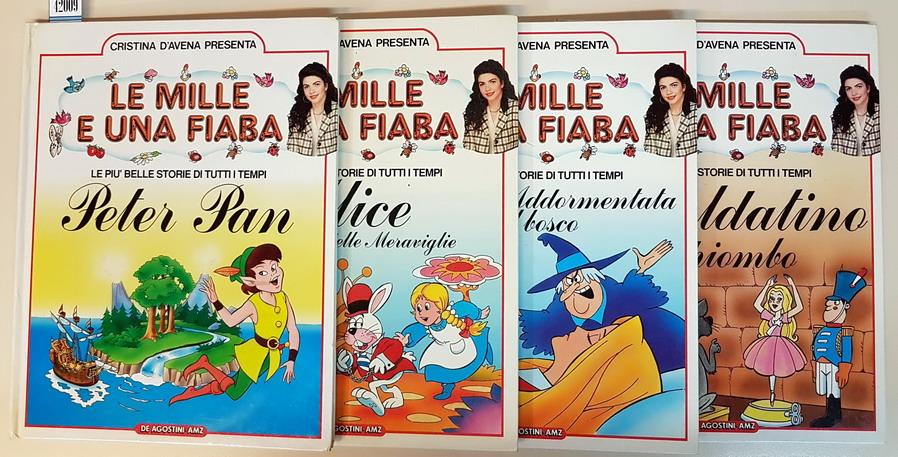 42009
CRISTINA D'AVENA PRESENTA
LE MILLE
E UNA FIABA
LE PIU' BELLE STORIE DI TUTTI I TEMPI
Peter Pan
DE AGOSTINI-AMZ
D'AVENA PRESENTA
MILLE
A FIABA
STORIE DI TUTTI I TEMPI
lice
elle Meraviglie
AGOSTINI-AMZ
AVENA PRESENTA
MILLE
A FIABA
TORIE DI TUTTI I TEMPI
Addormentata
l bosco
AGOSTINI-AMZ
D'AVENA PRESENTA
MILLE
A FIABA
STORIE DI TUTTI I TEMPI
ldatino
iombo
AGOSTINI-AMZ